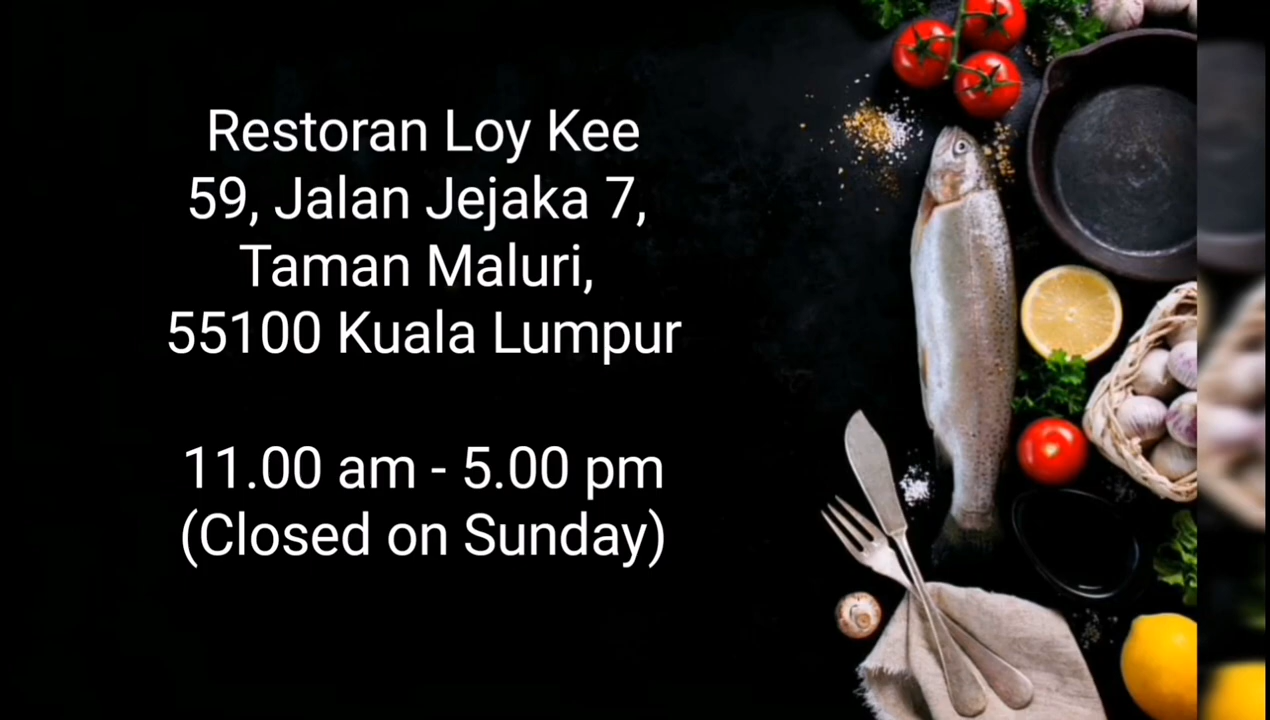 Restoran Loy Kee
59, Jalan Jejaka 7,
Taman Maluri,
55100 Kuala Lumpur
11.00 am - 5.00 pm
(Closed on Sunday)